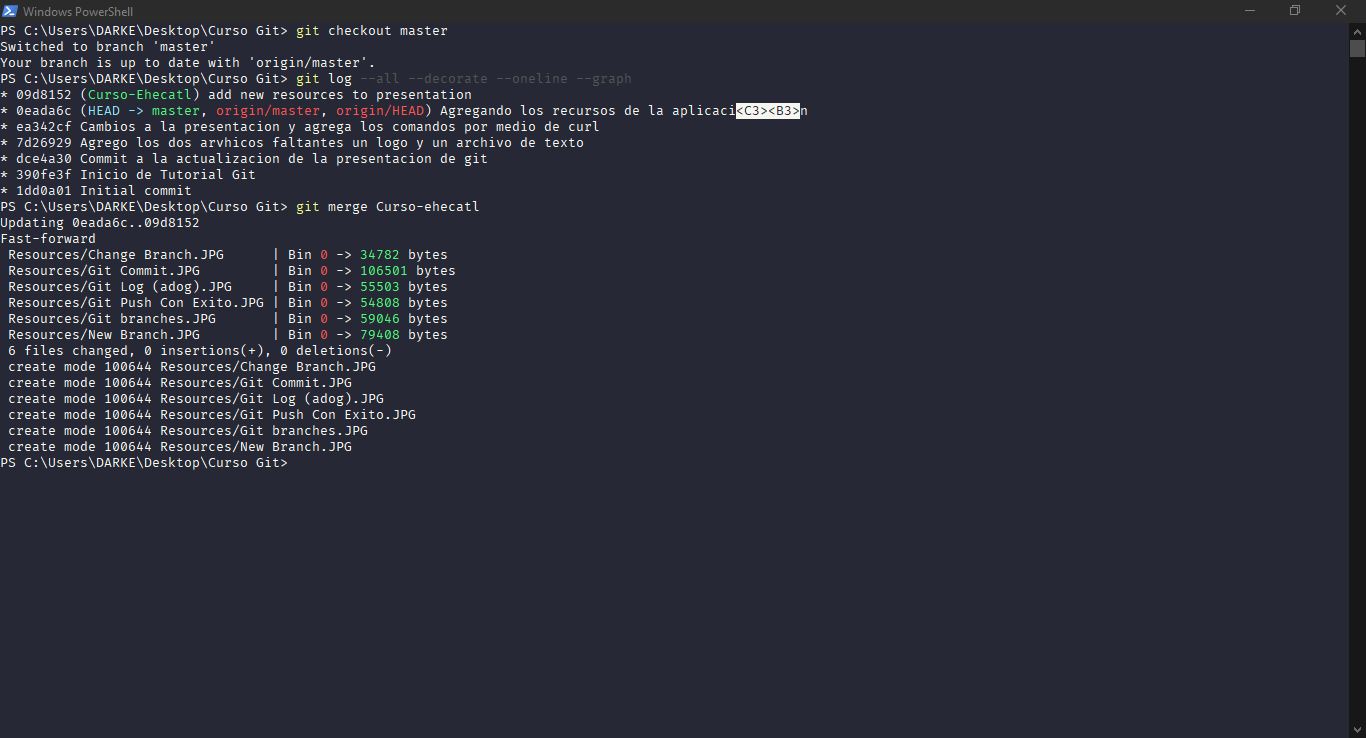 Windows PowerShell
PS C:\Users\DARKE\Desktop\Curso Git> git checkout master
Switched to branch 'master'
Your branch is up to date with 'origin/master'.
PS C:\Users\DARKE\Desktop\Curso Git> git log --all --decorate --oneline --graph
* 09d8152 (Curso-Ehecatl) add new resources to presentation
* 0eada6c (HEAD -> master, origin/master, origin/HEAD) Agregando los recursos de la aplicaci<C3><B3>n
* ea342cf Cambios a la presentacion y agrega los comandos por medio de curl
* 7d26929 Agrego los dos arvhicos faltantes un logo y un archivo de texto
* dce4a30 Commit a la actualizacion de la presentacion de git
* 390fe3f Inicio de Tutorial Git
* 1dd0a01 Initial commit
PS C:\Users\DARKE\Desktop\Curso Git> git merge Curso-ehecatl
Updating 0eada6c..09d8152
Fast-forward
 Resources/Change Branch.JPG      | Bin 0 -> 34782 bytes
 Resources/Git Commit.JPG         | Bin 0 -> 106501 bytes
 Resources/Git Log (adog).JPG     | Bin 0 -> 55503 bytes
 Resources/Git Push Con Exito.JPG | Bin 0 -> 54808 bytes
 Resources/Git branches.JPG       | Bin 0 -> 59046 bytes
 Resources/New Branch.JPG         | Bin 0 -> 79408 bytes
 6 files changed, 0 insertions(+), 0 deletions(-)
 create mode 100644 Resources/Change Branch.JPG
 create mode 100644 Resources/Git Commit.JPG
 create mode 100644 Resources/Git Log (adog).JPG
 create mode 100644 Resources/Git Push Con Exito.JPG
 create mode 100644 Resources/Git branches.JPG
 create mode 100644 Resources/New Branch.JPG
PS C:\Users\DARKE\Desktop\Curso Git>